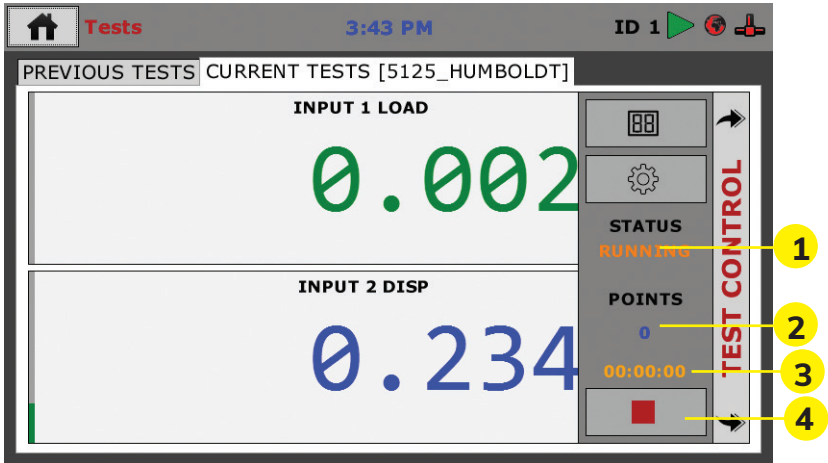 Tests 3:43 PM ID 1
PREVIOUS TESTS CURRENT TESTS [5125_HUMBOLDT]
INPUT 1 LOAD
0.002
INPUT 2 DISP
0.234
88
STATUS
RUNNING
POINTS
0
00:00:00
TEST CONTROL
1
2
3
4